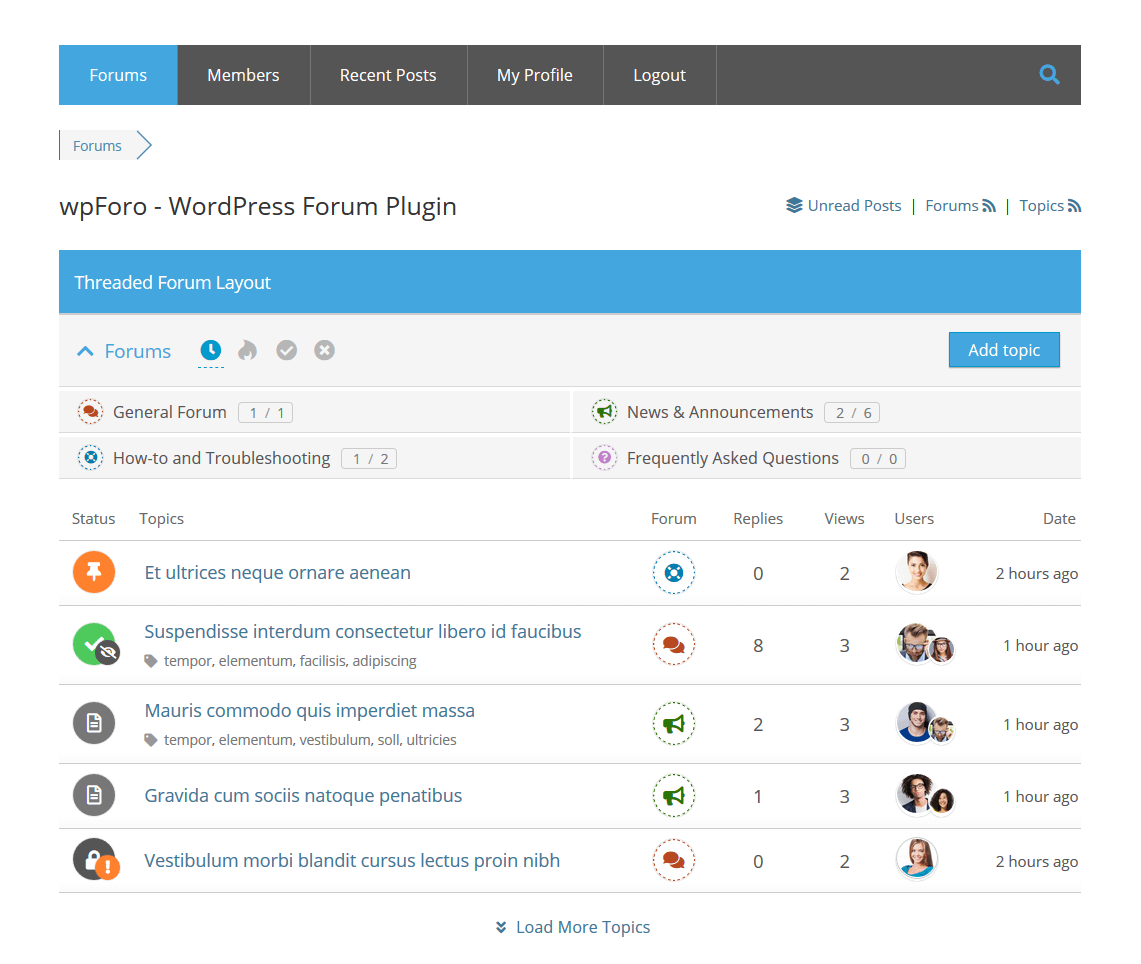 Forums Members Recent Posts My Profile Logout
Forums
wpForo - WordPress Forum Plugin Unread Posts | Forums | Topics
Threaded Forum Layout
Forums Add topic
General Forum 1 / 1 News & Announcements 2 / 6
How-to and Troubleshooting 1 / 2 Frequently Asked Questions 0 / 0
Status Topics Forum Replies Views Users Date
Et ultrices neque ornare aenean 0 2 2 hours ago
Suspendisse interdum consectetur libero id faucibus 8 3 1 hour ago
tempor, elementum, facilisis, adipiscing
Mauris commodo quis imperdiet massa 2 3 1 hour ago
tempor, elementum, vestibulum, soll, ultricies
Gravida cum sociis natoque penatibus 1 3 1 hour ago
Vestibulum morbi blandit cursus lectus proin nibh 0 2 2 hours ago
Load More Topics